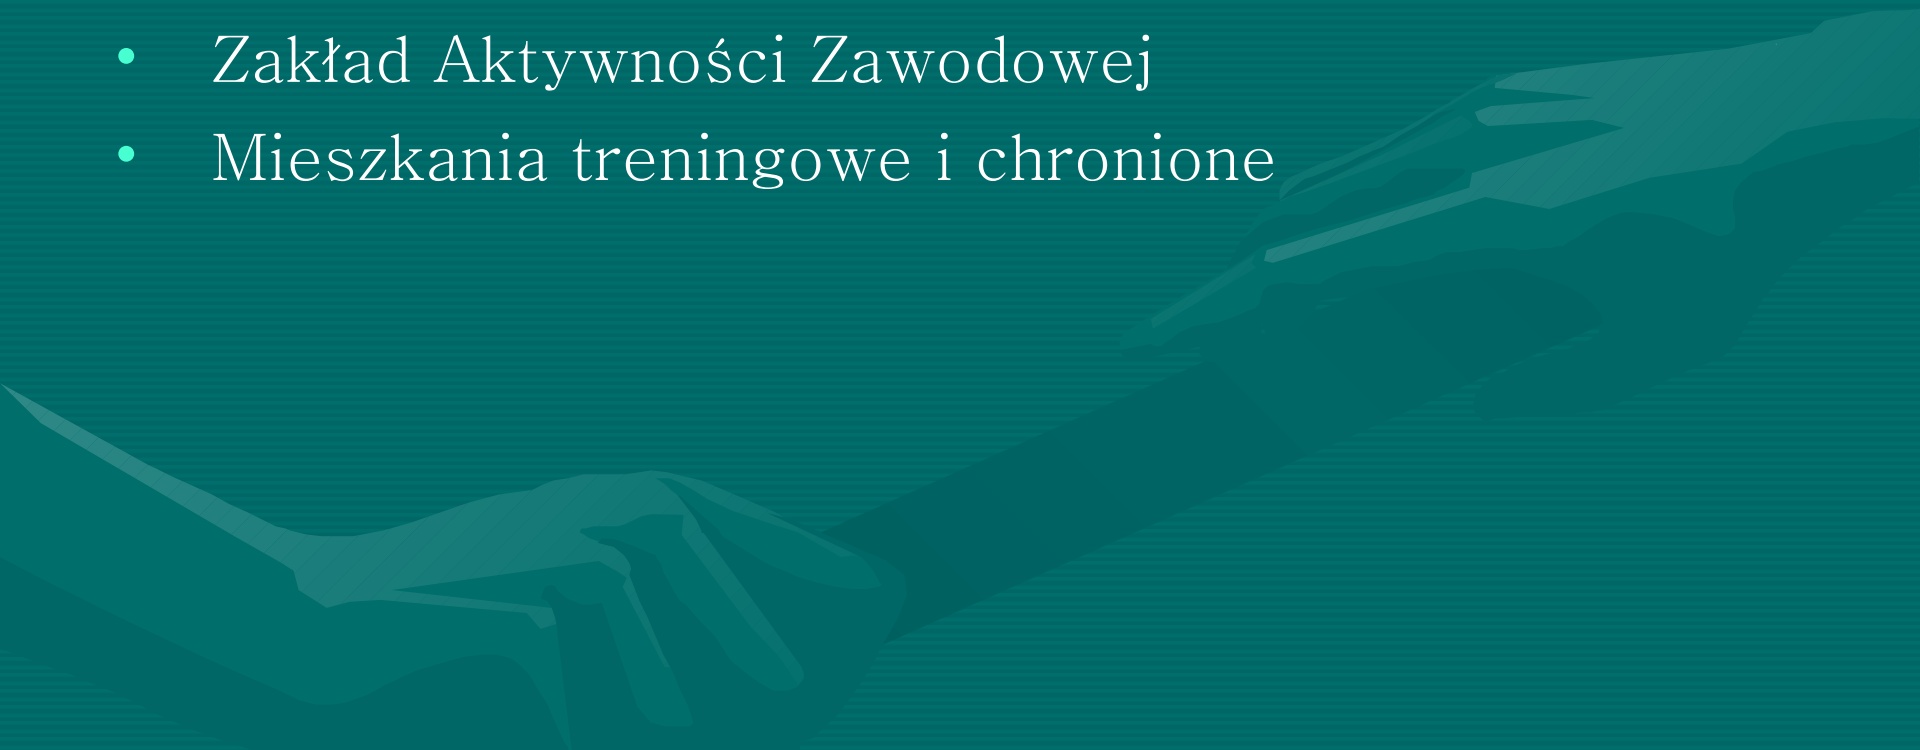 • Zakład Aktywności Zawodowej
• Mieszkania treningowe i chronione